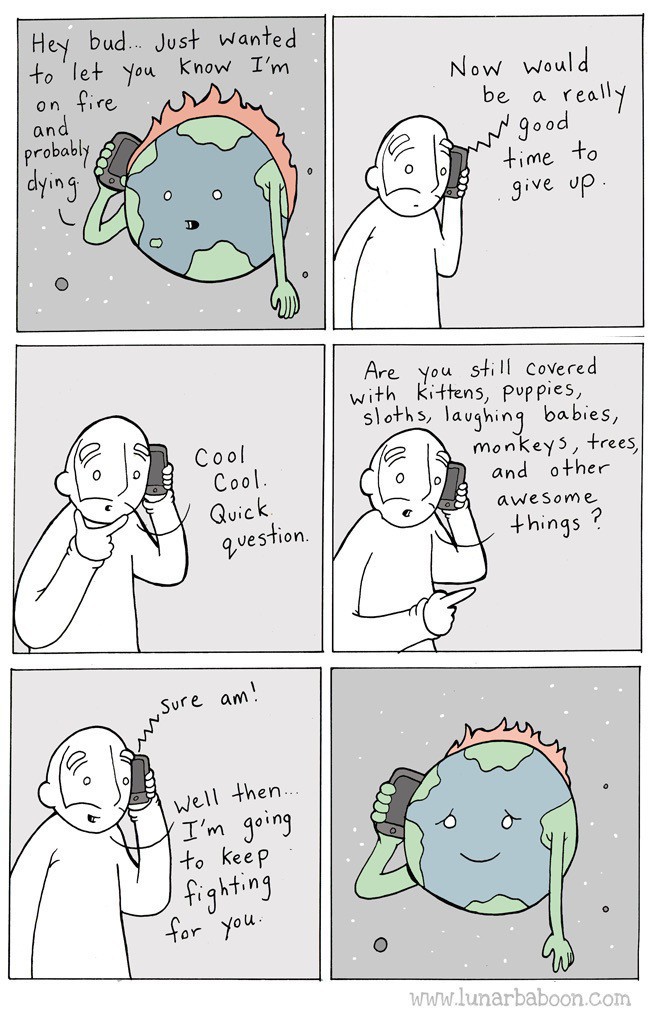 Hey bud... Just wanted
to let you know I'm
on fire
and
probably
dying.
Now would
be a really
good
time to
give up.
Cool
Cool.
Quick
question.
Are you still covered
with kittens, puppies,
sloths, laughing babies,
monkeys, trees,
and other
awesome
things?
Sure am!
Well then...
I'm going
to keep
fighting
for you.
www.lunarbaboon.com